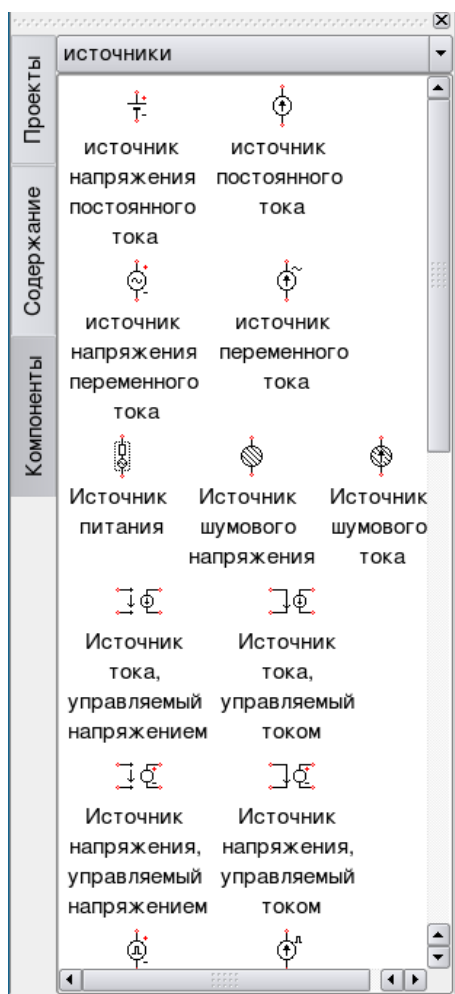 источники
Проекты
Содержание
Компоненты
источник
напряжения
постоянного
тока
источник
постоянного
тока
источник
напряжения
переменного
тока
источник
переменного
тока
Источник
питания
Источник
шумового
напряжения
Источник
шумового
тока
Источник
тока,
управляемый
напряжением
Источник
тока,
управляемый
током
Источник
напряжения,
управляемый
напряжением
Источник
напряжения,
управляемый
током